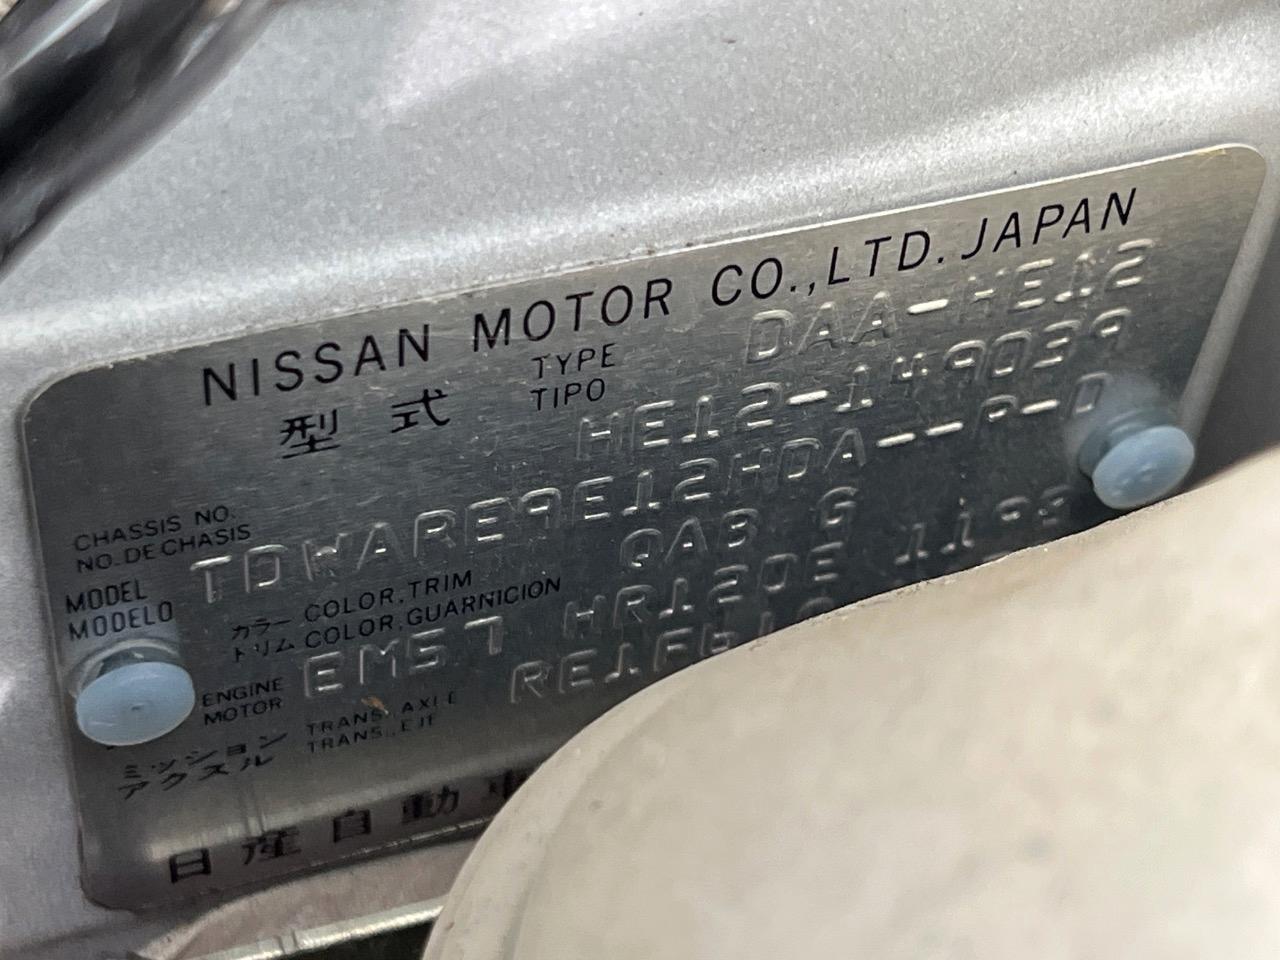 NISSAN MOTOR CO.,LTD. JAPAN
型式 TYPE DAA-HE12
TIPO
CHASSIS NO. HE12-149039
NO. DE CHASIS
MODEL TDWARE9E12HDA--P-D
MODELO
カラー COLOR,TRIM QAB G
トリム COLOR,GUARNICION
ENGINE EM57 HR12DE 1198
MOTOR
ミッション TRANS., AXLE
アクスル TRANS., EJE
日産自動